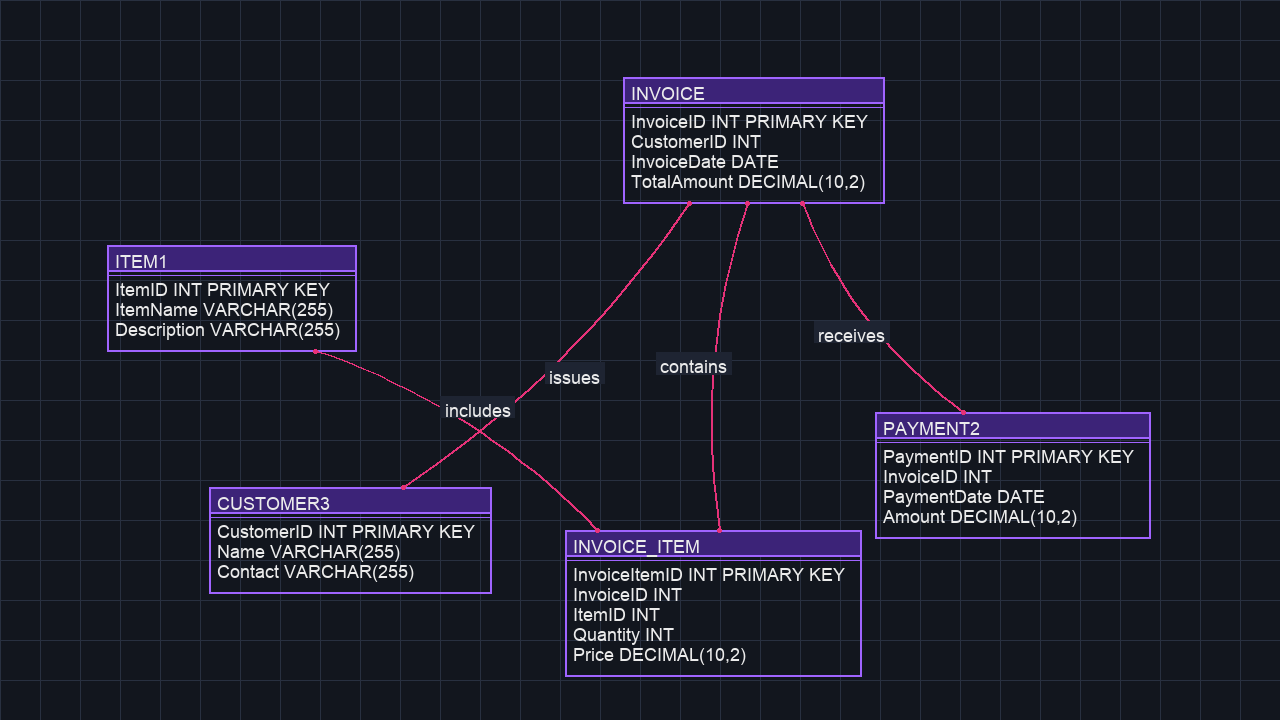 INVOICE
InvoiceID INT PRIMARY KEY
CustomerID INT
InvoiceDate DATE
TotalAmount DECIMAL(10,2)
ITEM1
ItemID INT PRIMARY KEY
ItemName VARCHAR(255)
Description VARCHAR(255)
receives
contains
issues
includes
PAYMENT2
PaymentID INT PRIMARY KEY
InvoiceID INT
PaymentDate DATE
Amount DECIMAL(10,2)
CUSTOMER3
CustomerID INT PRIMARY KEY
Name VARCHAR(255)
Contact VARCHAR(255)
INVOICE_ITEM
InvoiceItemID INT PRIMARY KEY
InvoiceID INT
ItemID INT
Quantity INT
Price DECIMAL(10,2)